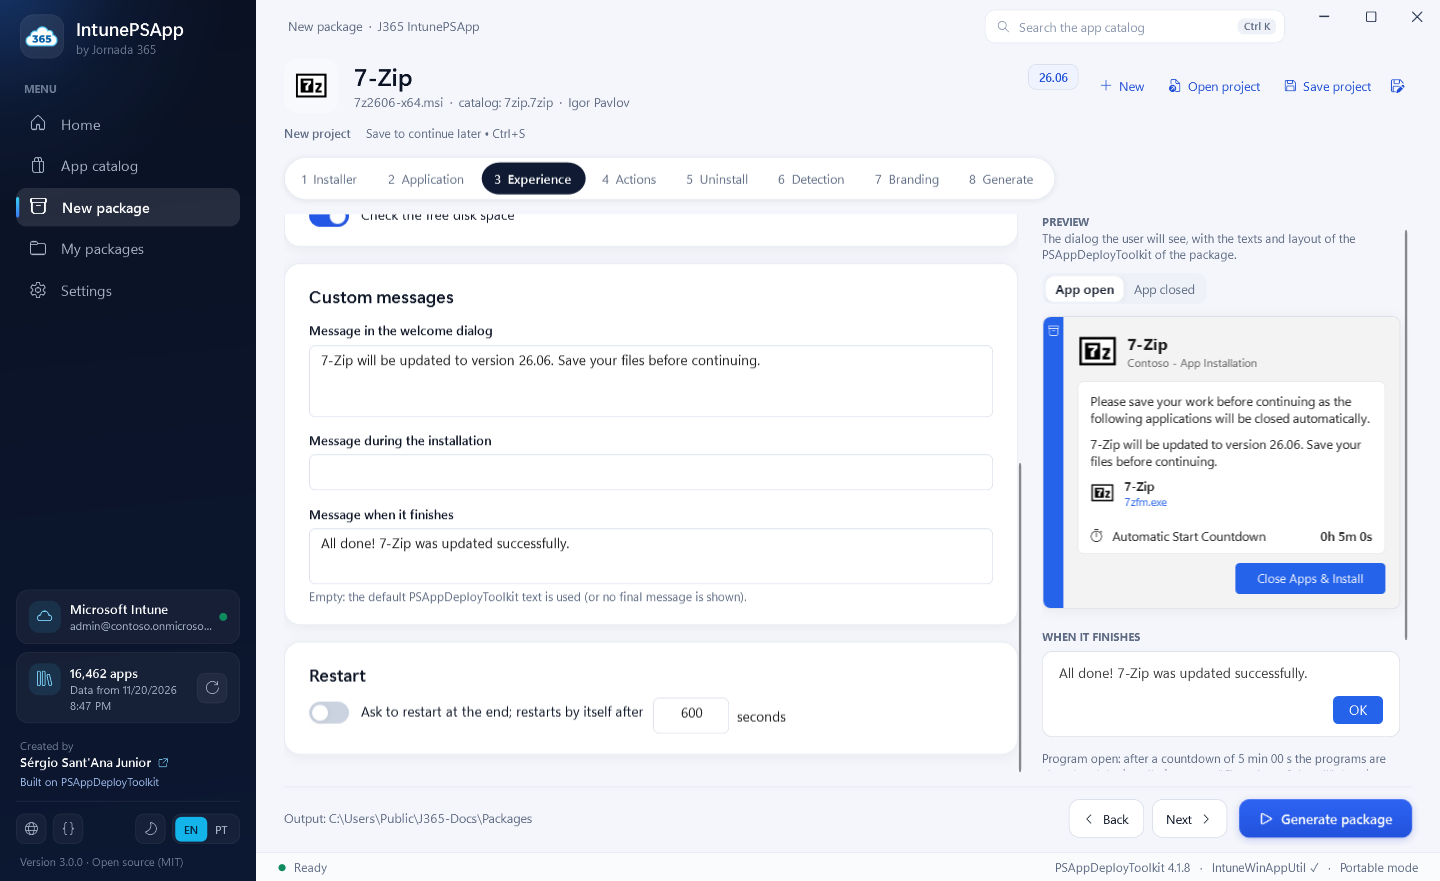 365
IntunePSApp
by Jornada 365
MENU
Home
App catalog
New package
My packages
Settings
Microsoft Intune
admin@contoso.onmicroso...
16,462 apps
Data from 11/20/2026
8:47 PM
Created by
Sérgio Sant'Ana Junior
Built on PSAppDeployToolkit
{}
EN PT
Version 3.0.0 · Open source (MIT)
New package · J365 IntunePSApp
Search the app catalog Ctrl K
7z
7-Zip
7z2606-x64.msi · catalog: 7zip.7zip · Igor Pavlov
26.06
New
Open project
Save project
New project Save to continue later • Ctrl+S
1 Installer
2 Application
3 Experience
4 Actions
5 Uninstall
6 Detection
7 Branding
8 Generate
Check the free disk space
Custom messages
Message in the welcome dialog
7-Zip will be updated to version 26.06. Save your files before continuing.
Message during the installation
Message when it finishes
All done! 7-Zip was updated successfully.
Empty: the default PSAppDeployToolkit text is used (or no final message is shown).
Restart
Ask to restart at the end; restarts by itself after 600 seconds
PREVIEW
The dialog the user will see, with the texts and layout of the
PSAppDeployToolkit of the package.
App open App closed
7z
7-Zip
Contoso - App Installation
Please save your work before continuing as the
following applications will be closed automatically.
7-Zip will be updated to version 26.06. Save your
files before continuing.
7z
7-Zip
7zfm.exe
Automatic Start Countdown 0h 5m 0s
Close Apps & Install
WHEN IT FINISHES
All done! 7-Zip was updated successfully.
OK
Program open: after a countdown of 5 min 00 s the programs are
Output: C:\Users\Public\J365-Docs\Packages
Back
Next
Generate package
Ready
PSAppDeployToolkit 4.1.8 · IntuneWinAppUtil ✓ · Portable mode